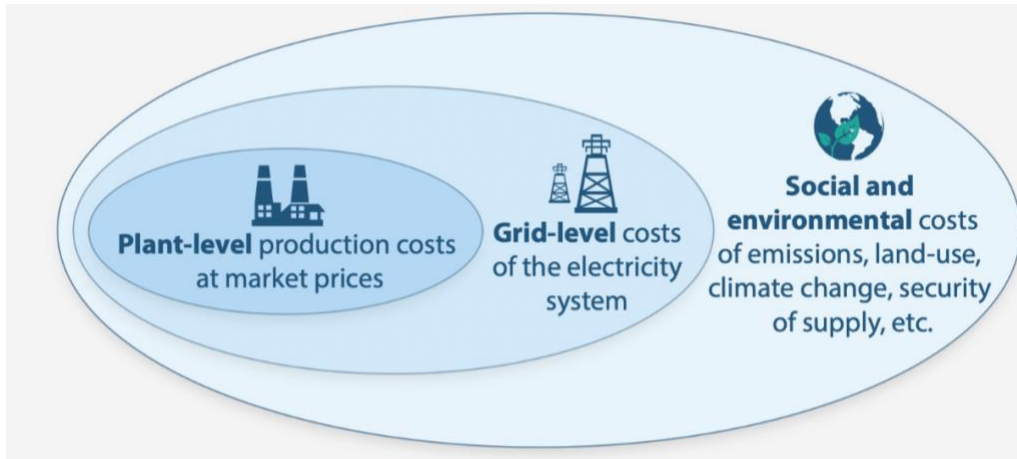 Plant-level production costs
at market prices
Grid-level costs
of the electricity
system
Social and
environmental costs
of emissions, land-use,
climate change, security
of supply, etc.